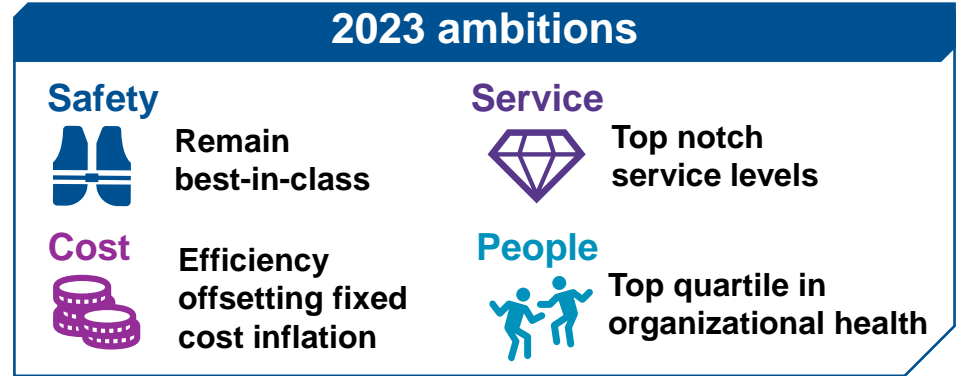 2023 ambitions
Safety
Remain
best-in-class
Service
Top notch
service levels
Cost
Efficiency
offsetting fixed
cost inflation
People
Top quartile in
organizational health